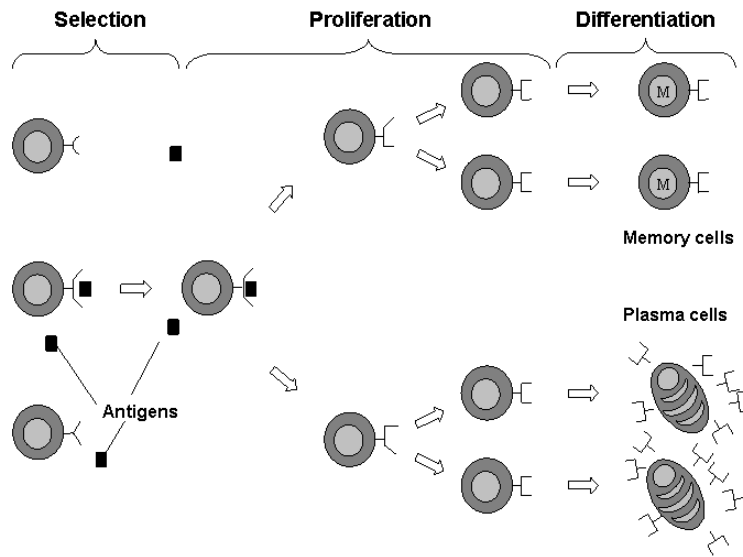 Selection
Proliferation
Differentiation
M
M
Memory cells
Plasma cells
Antigens